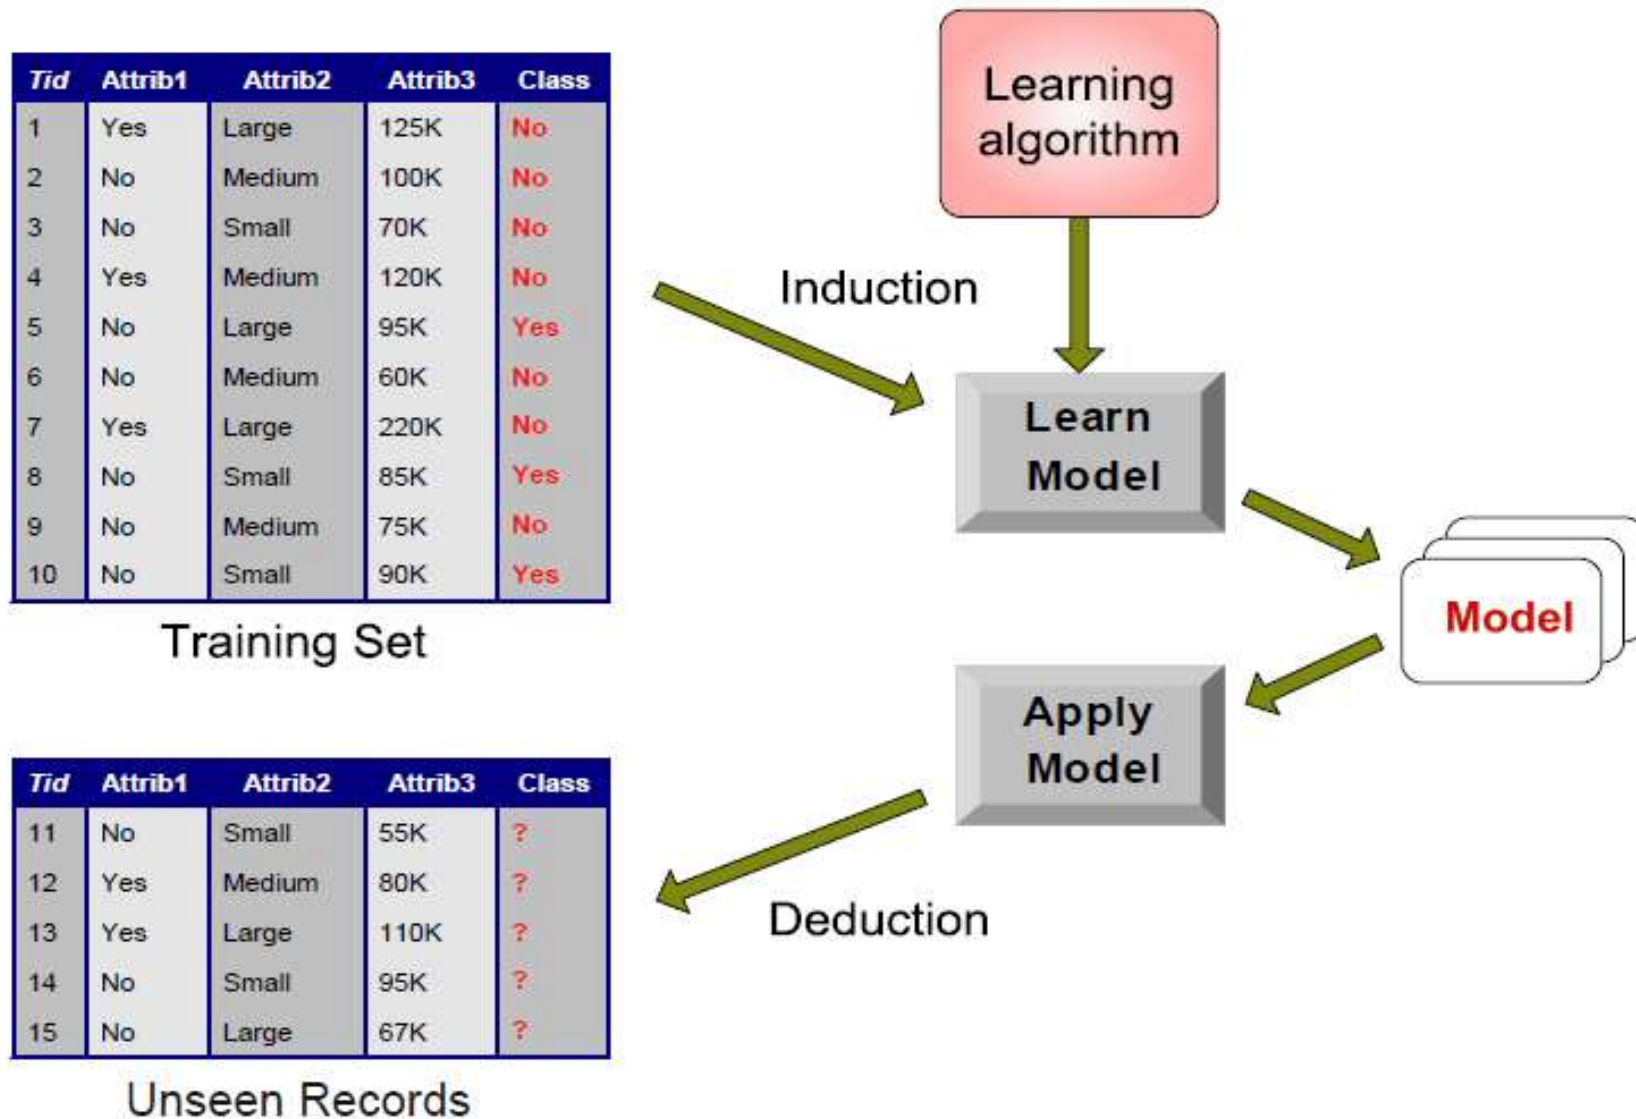 Tid Attrib1 Attrib2 Attrib3 Class
1 Yes Large 125K No
2 No Medium 100K No
3 No Small 70K No
4 Yes Medium 120K No
5 No Large 95K Yes
6 No Medium 60K No
7 Yes Large 220K No
8 No Small 85K Yes
9 No Medium 75K No
10 No Small 90K Yes
Training Set
Learning
algorithm
Induction
Learn
Model
Model
Apply
Model
Deduction
Tid Attrib1 Attrib2 Attrib3 Class
11 No Small 55K ?
12 Yes Medium 80K ?
13 Yes Large 110K ?
14 No Small 95K ?
15 No Large 67K ?
Unseen Records